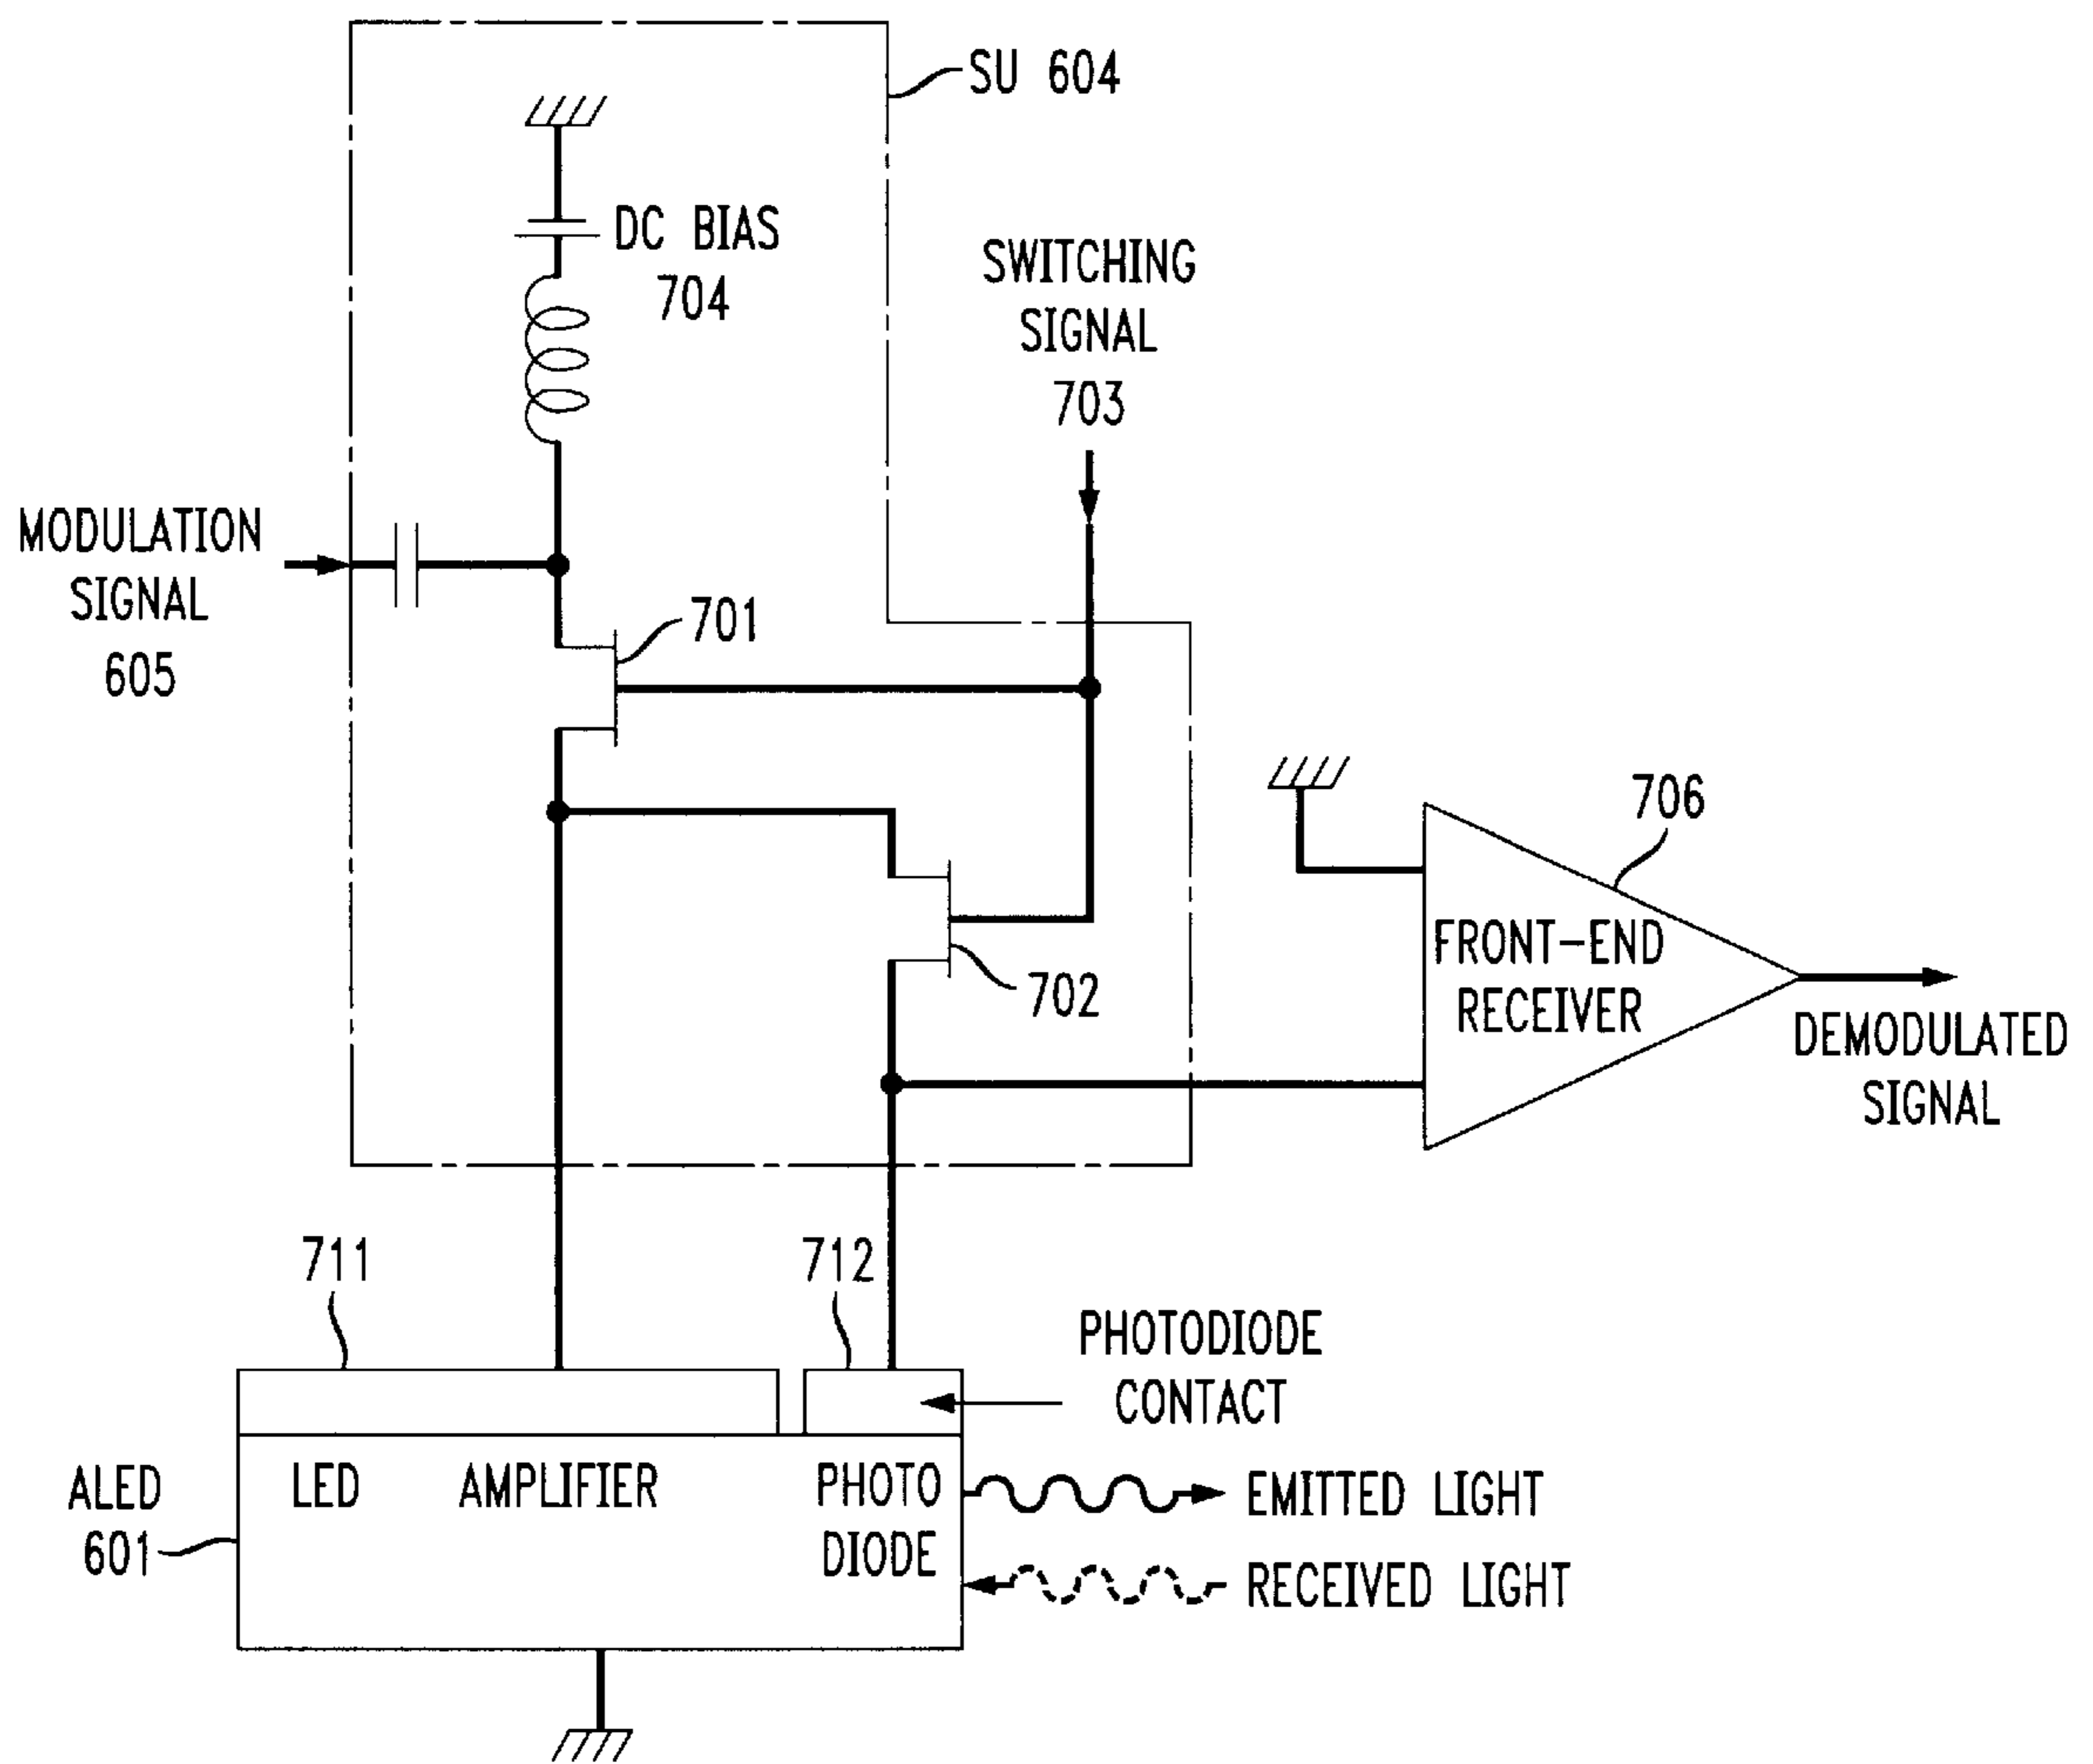 SU 604
DC BIAS
704
SWITCHING
SIGNAL
703
MODULATION
SIGNAL
605
701
706
FRONT-END
RECEIVER
702
DEMODULATED
SIGNAL
711
712
PHOTODIODE
CONTACT
ALED
601
LED
AMPLIFIER
PHOTO
DIODE
EMITTED LIGHT
RECEIVED LIGHT